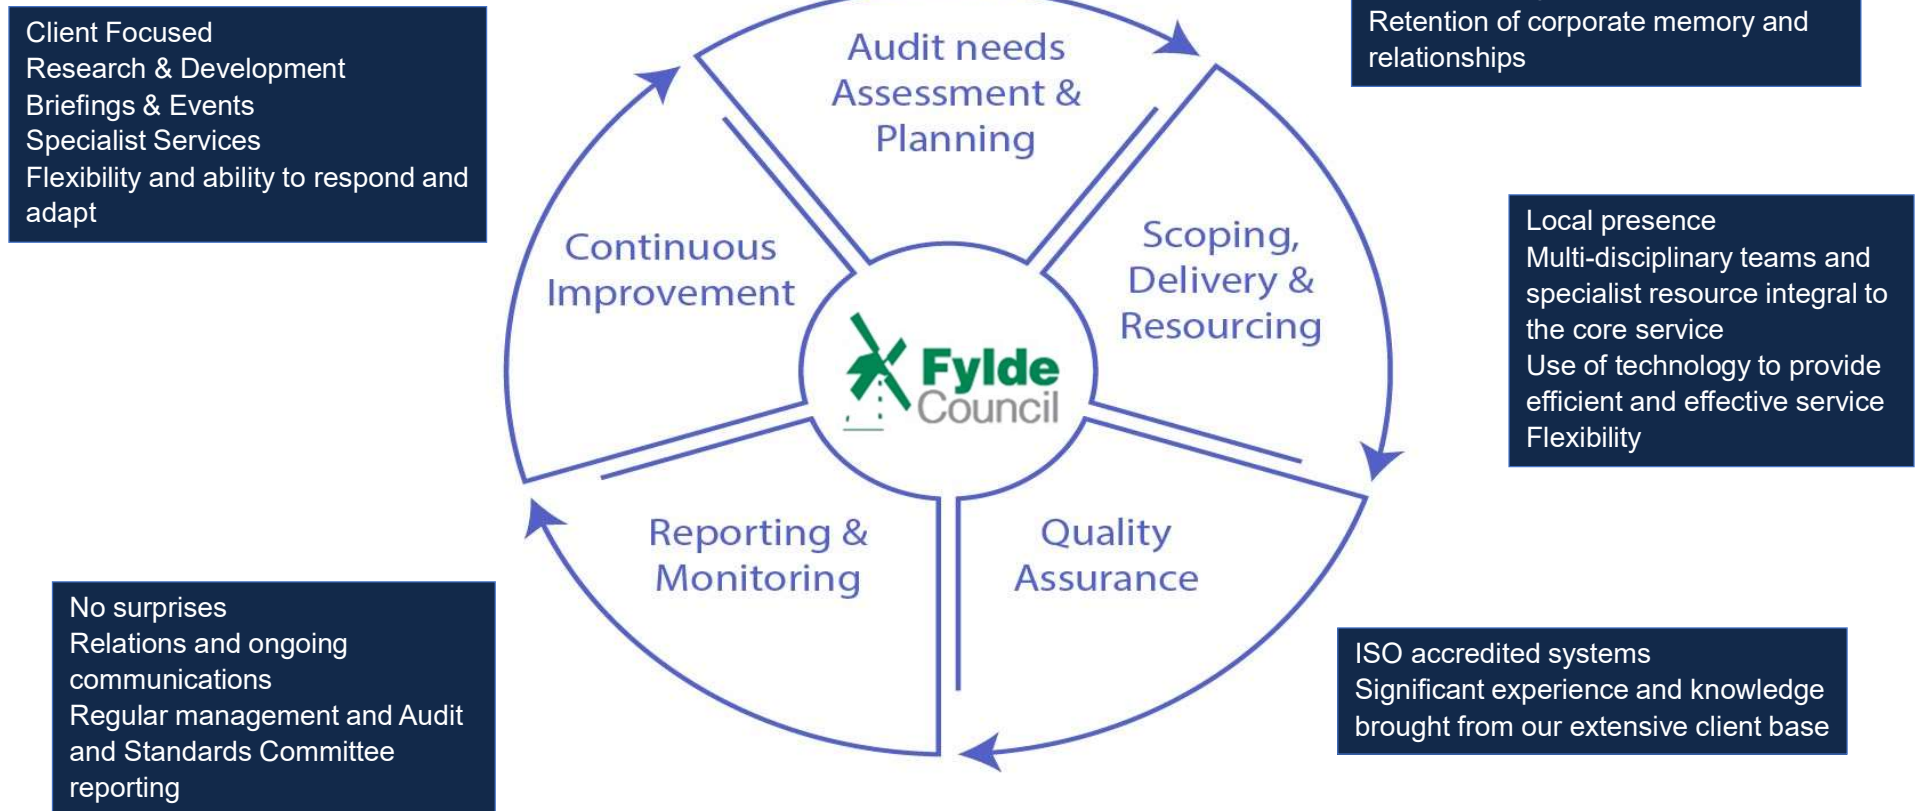 Client Focused
Research & Development
Briefings & Events
Specialist Services
Flexibility and ability to respond and
adapt
Audit needs
Assessment &
Planning
Retention of corporate memory and
relationships
Continuous
Improvement
Scoping,
Delivery &
Resourcing
Fylde
Council
Local presence
Multi-disciplinary teams and
specialist resource integral to
the core service
Use of technology to provide
efficient and effective service
Flexibility
Reporting &
Monitoring
Quality
Assurance
No surprises
Relations and ongoing
communications
Regular management and Audit
and Standards Committee
reporting
ISO accredited systems
Significant experience and knowledge
brought from our extensive client base